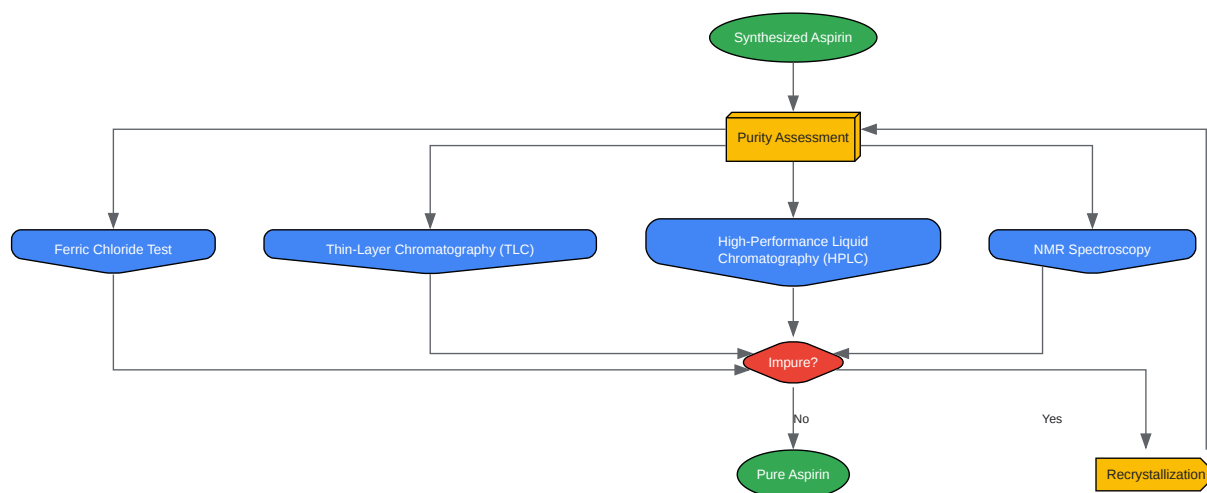 Synthesized Aspirin
Purity Assessment
Ferric Chloride Test
Thin-Layer Chromatography (TLC)
High-Performance Liquid
Chromatography (HPLC)
NMR Spectroscopy
Impure?
No
Yes
Pure Aspirin
Recrystallization